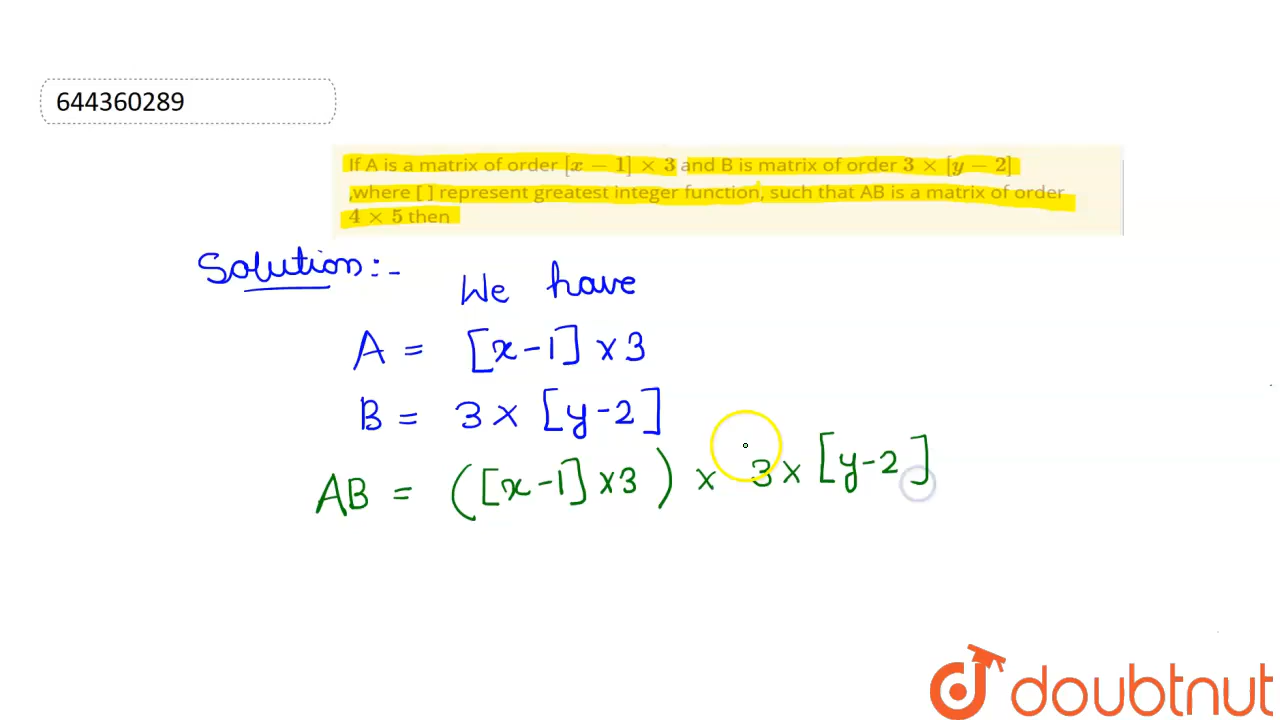 644360289
If A is a matrix of order [x − 1] × 3 and B is matrix of order 3 × [y − 2]
,where [ ] represent greatest integer function, such that AB is a matrix of order
4 × 5 then
Solution:-
We have
A = [x-1] × 3
B = 3 × [y-2]
AB = ([x-1] × 3) × 3 × [y-2]
doubtnut